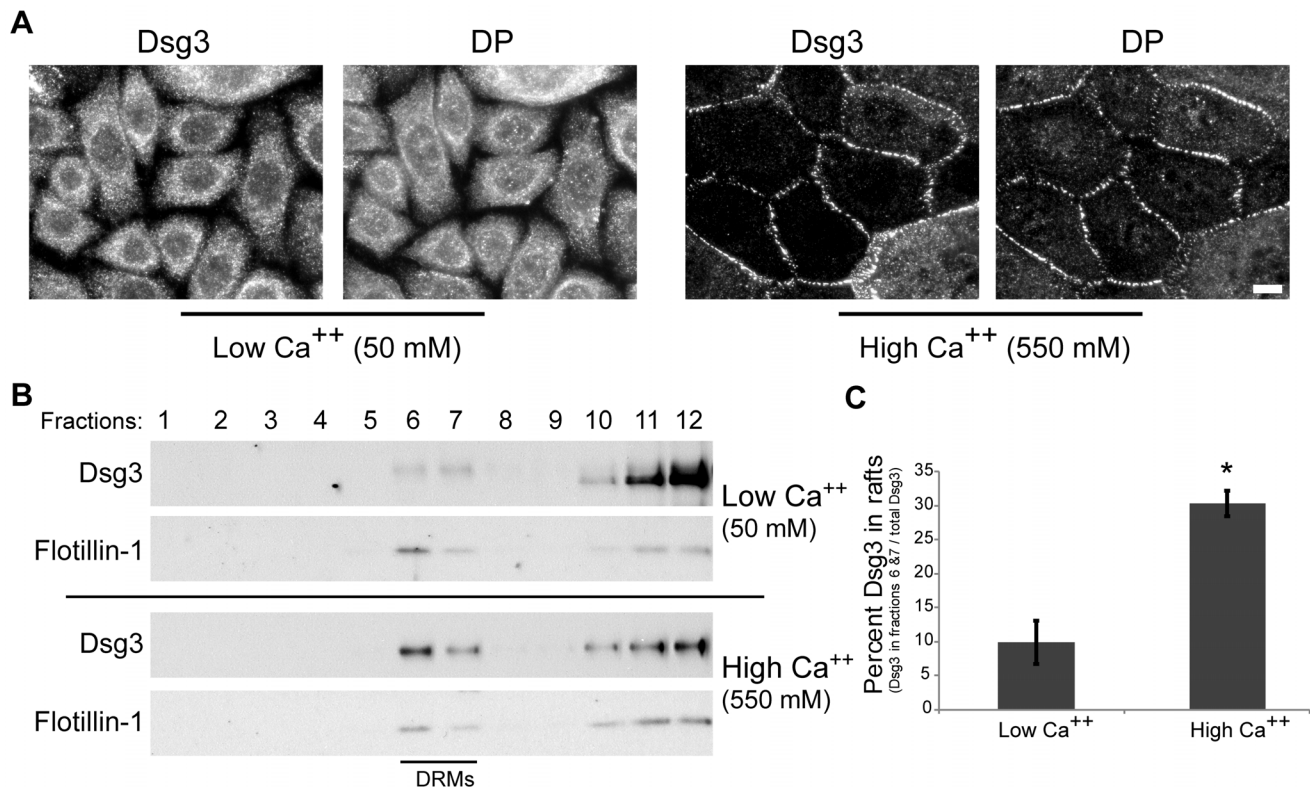 A
Dsg3 DP Dsg3 DP
Low Ca++ (50 mM) High Ca++ (550 mM)
B
Fractions: 1 2 3 4 5 6 7 8 9 10 11 12
Dsg3
Flotillin-1
Low Ca++
(50 mM)
Dsg3
Flotillin-1
High Ca++
(550 mM)
DRMs
C
Percent Dsg3 in rafts
(Dsg3 in fractions 6 &7 / total Dsg3)
35
30
25
20
15
10
5
0
*
Low Ca++ High Ca++